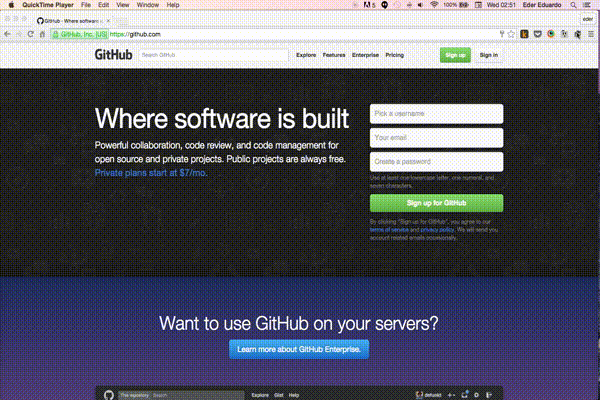 QuickTime Player File Edit View Window Help 5 100% Wed 02:51 Eder Eduardo
GitHub · Where software is eder
GitHub, Inc. [US] https://github.com
GitHub Search GitHub Explore Features Enterprise Pricing Sign up Sign in
Where software is built
Powerful collaboration, code review, and code management for
open source and private projects. Public projects are always free.
Private plans start at $7/mo.
Pick a username
Your email
Create a password
Use at least one lowercase letter, one numeral, and
seven characters.
Sign up for GitHub
By clicking "Sign up for GitHub", you agree to our
terms of service and privacy policy. We will send you
account related emails occasionally.
Want to use GitHub on your servers?
Learn more about GitHub Enterprise.
This repository Search Explore Gist Help defunkt